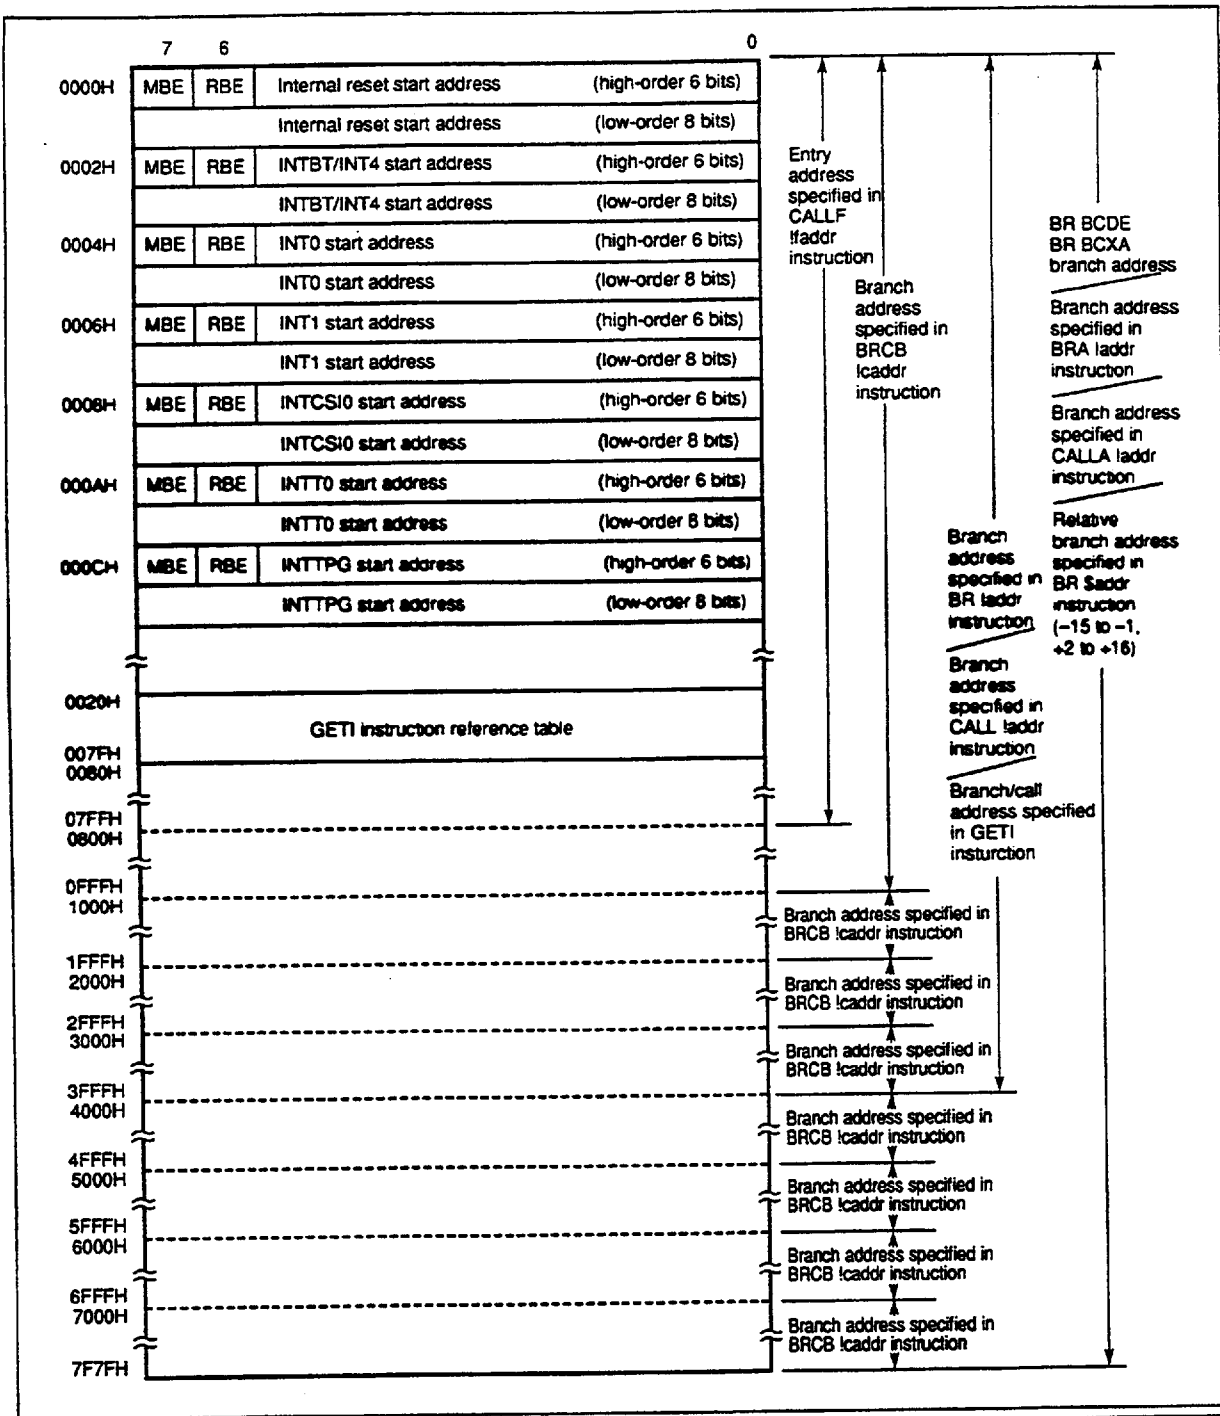 7 6 0
0000H MBE RBE Internal reset start address (high-order 6 bits)
Internal reset start address (low-order 8 bits)
0002H MBE RBE INTBT/INT4 start address (high-order 6 bits)
INTBT/INT4 start address (low-order 8 bits)
0004H MBE RBE INT0 start address (high-order 6 bits)
INT0 start address (low-order 8 bits)
0006H MBE RBE INT1 start address (high-order 6 bits)
INT1 start address (low-order 8 bits)
0008H MBE RBE INTCSI0 start address (high-order 6 bits)
INTCSI0 start address (low-order 8 bits)
000AH MBE RBE INTT0 start address (high-order 6 bits)
INTT0 start address (low-order 8 bits)
000CH MBE RBE INTTPG start address (high-order 6 bits)
INTTPG start address (low-order 8 bits)
0020H
GETI instruction reference table
007FH
0080H
07FFH
0800H
0FFFH
1000H
1FFFH
2000H
2FFFH
3000H
3FFFH
4000H
4FFFH
5000H
5FFFH
6000H
6FFFH
7000H
7F7FH
Entry
address
specified in
CALLF
!faddr
instruction
Branch
address
specified in
BRCB
!caddr
instruction
Branch address specified in
BRCB !caddr instruction
Branch address specified in
BRCB !caddr instruction
Branch address specified in
BRCB !caddr instruction
Branch address specified in
BRCB !caddr instruction
Branch address specified in
BRCB !caddr instruction
Branch address specified in
BRCB !caddr instruction
Branch address specified in
BRCB !caddr instruction
Branch
address
specified in
BR !addr
instruction
Branch
address
specified in
CALL !addr
instruction
Branch/call
address specified
in GETI
insturction
BR BCDE
BR BCXA
branch address
Branch address
specified in
BRA !addr
instruction
Branch address
specified in
CALLA !addr
instruction
Relative
branch address
specified in
BR $addr
instruction
(–15 to –1,
+2 to +16)